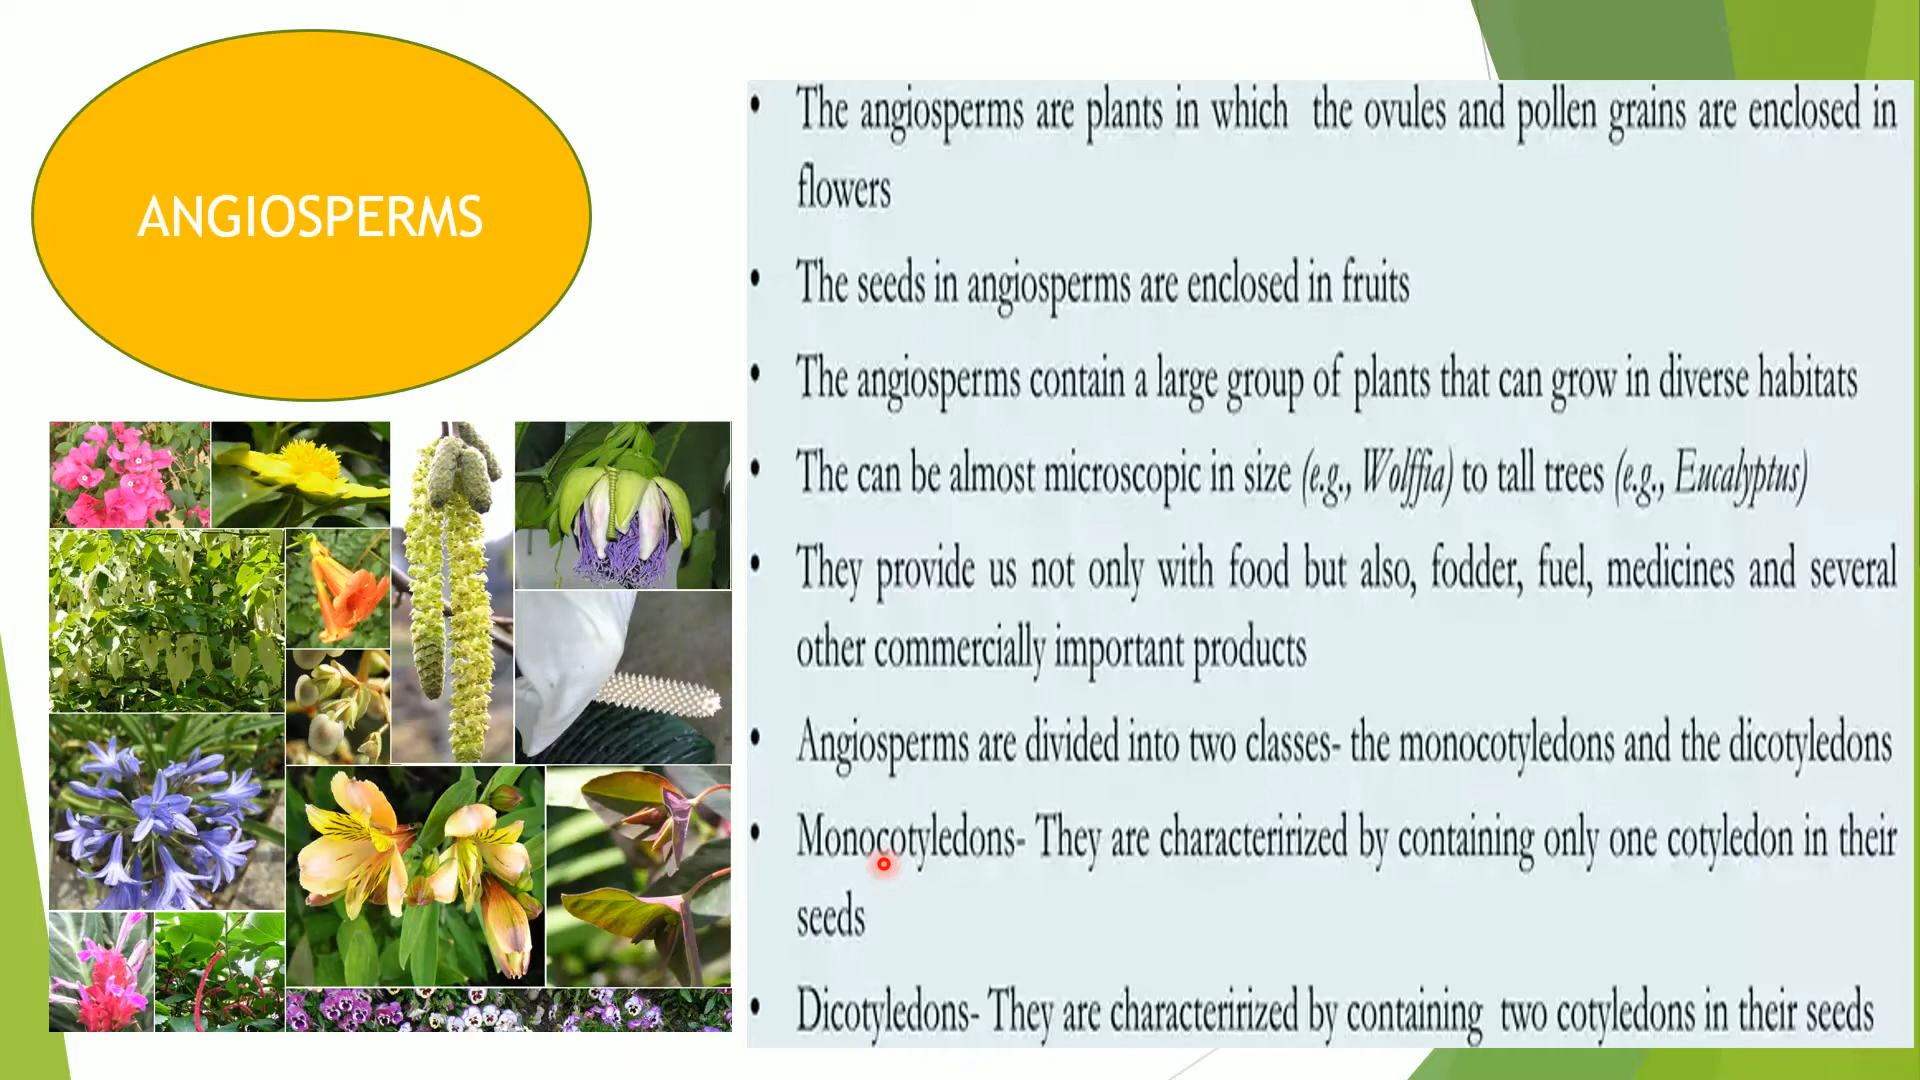 ANGIOSPERMS
• The angiosperms are plants in which the ovules and pollen grains are enclosed in
flowers
• The seeds in angiosperms are enclosed in fruits
• The angiosperms contain a large group of plants that can grow in diverse habitats
• The can be almost microscopic in size (e.g., Wolffia) to tall trees (e.g., Eucalyptus)
• They provide us not only with food but also, fodder, fuel, medicines and several
other commercially important products
• Angiosperms are divided into two classes- the monocotyledons and the dicotyledons
• Monocotyledons- They are characterirized by containing only one cotyledon in their
seeds
• Dicotyledons- They are characterirized by containing two cotyledons in their seeds